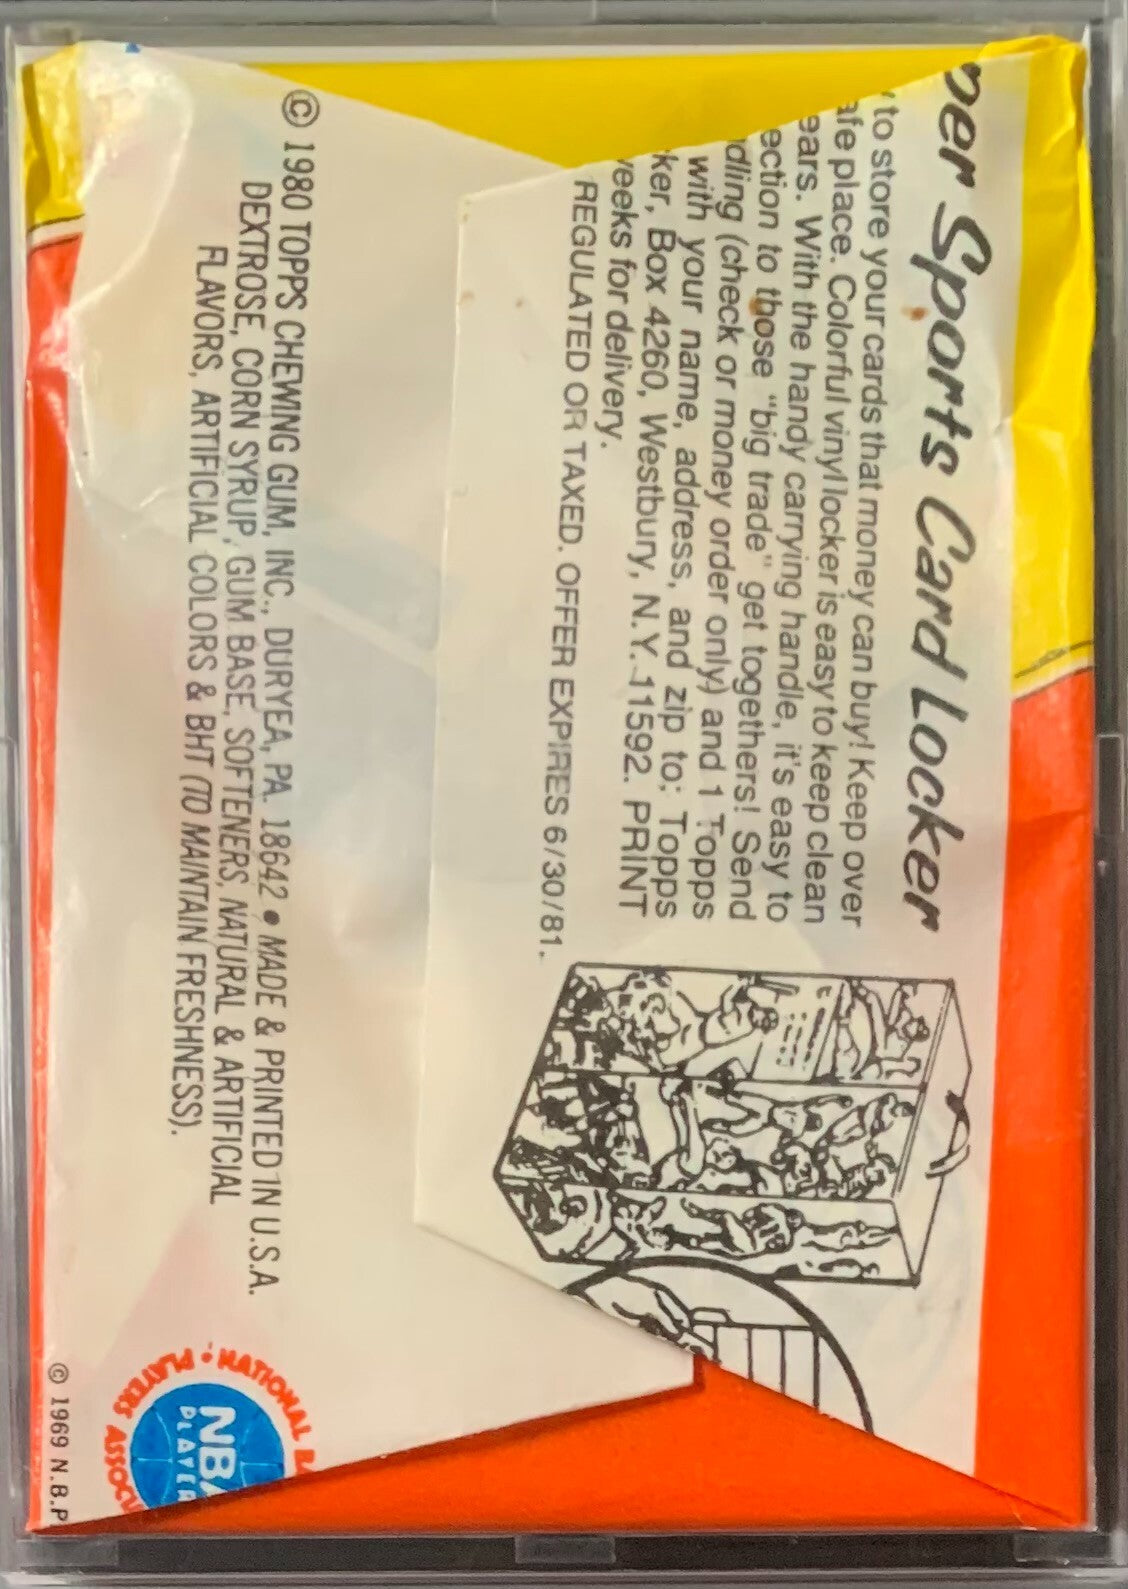 Sports Card Locker
to store your cards that money can buy! Keep over
place. Colorful vinyl locker is easy to keep clean
With the handy carrying handle, it's easy to
to those "big trade" get togethers! Send
(check or money order only) and 1 Topps
with your name, address, and zip to: Topps
Box 4260, Westbury, N.Y. 11592. PRINT
for delivery.
REGULATED OR TAXED. OFFER EXPIRES 6/30/81.
© 1980 TOPPS CHEWING GUM, INC., DURYEA, PA. 18642 • MADE & PRINTED IN U.S.A.
DEXTROSE, CORN SYRUP, GUM BASE, SOFTENERS, NATURAL & ARTIFICIAL
FLAVORS, ARTIFICIAL COLORS & BHT (TO MAINTAIN FRESHNESS).
• NATIONAL
PLAYERS
NBA
© 1969 N.B.P